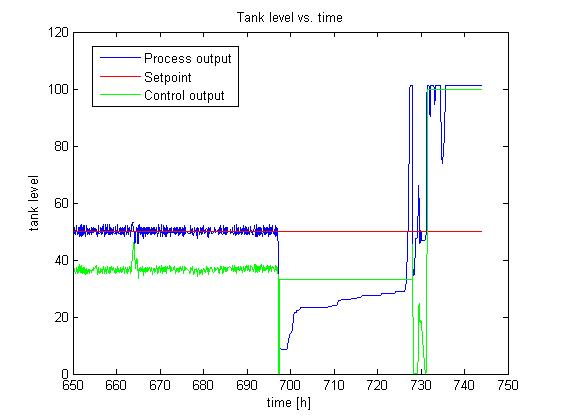 Tank level vs. time
120
100
80
60
40
20
0
tank level
Process output
Setpoint
Control output
650 660 670 680 690 700 710 720 730 740 750
time [h]